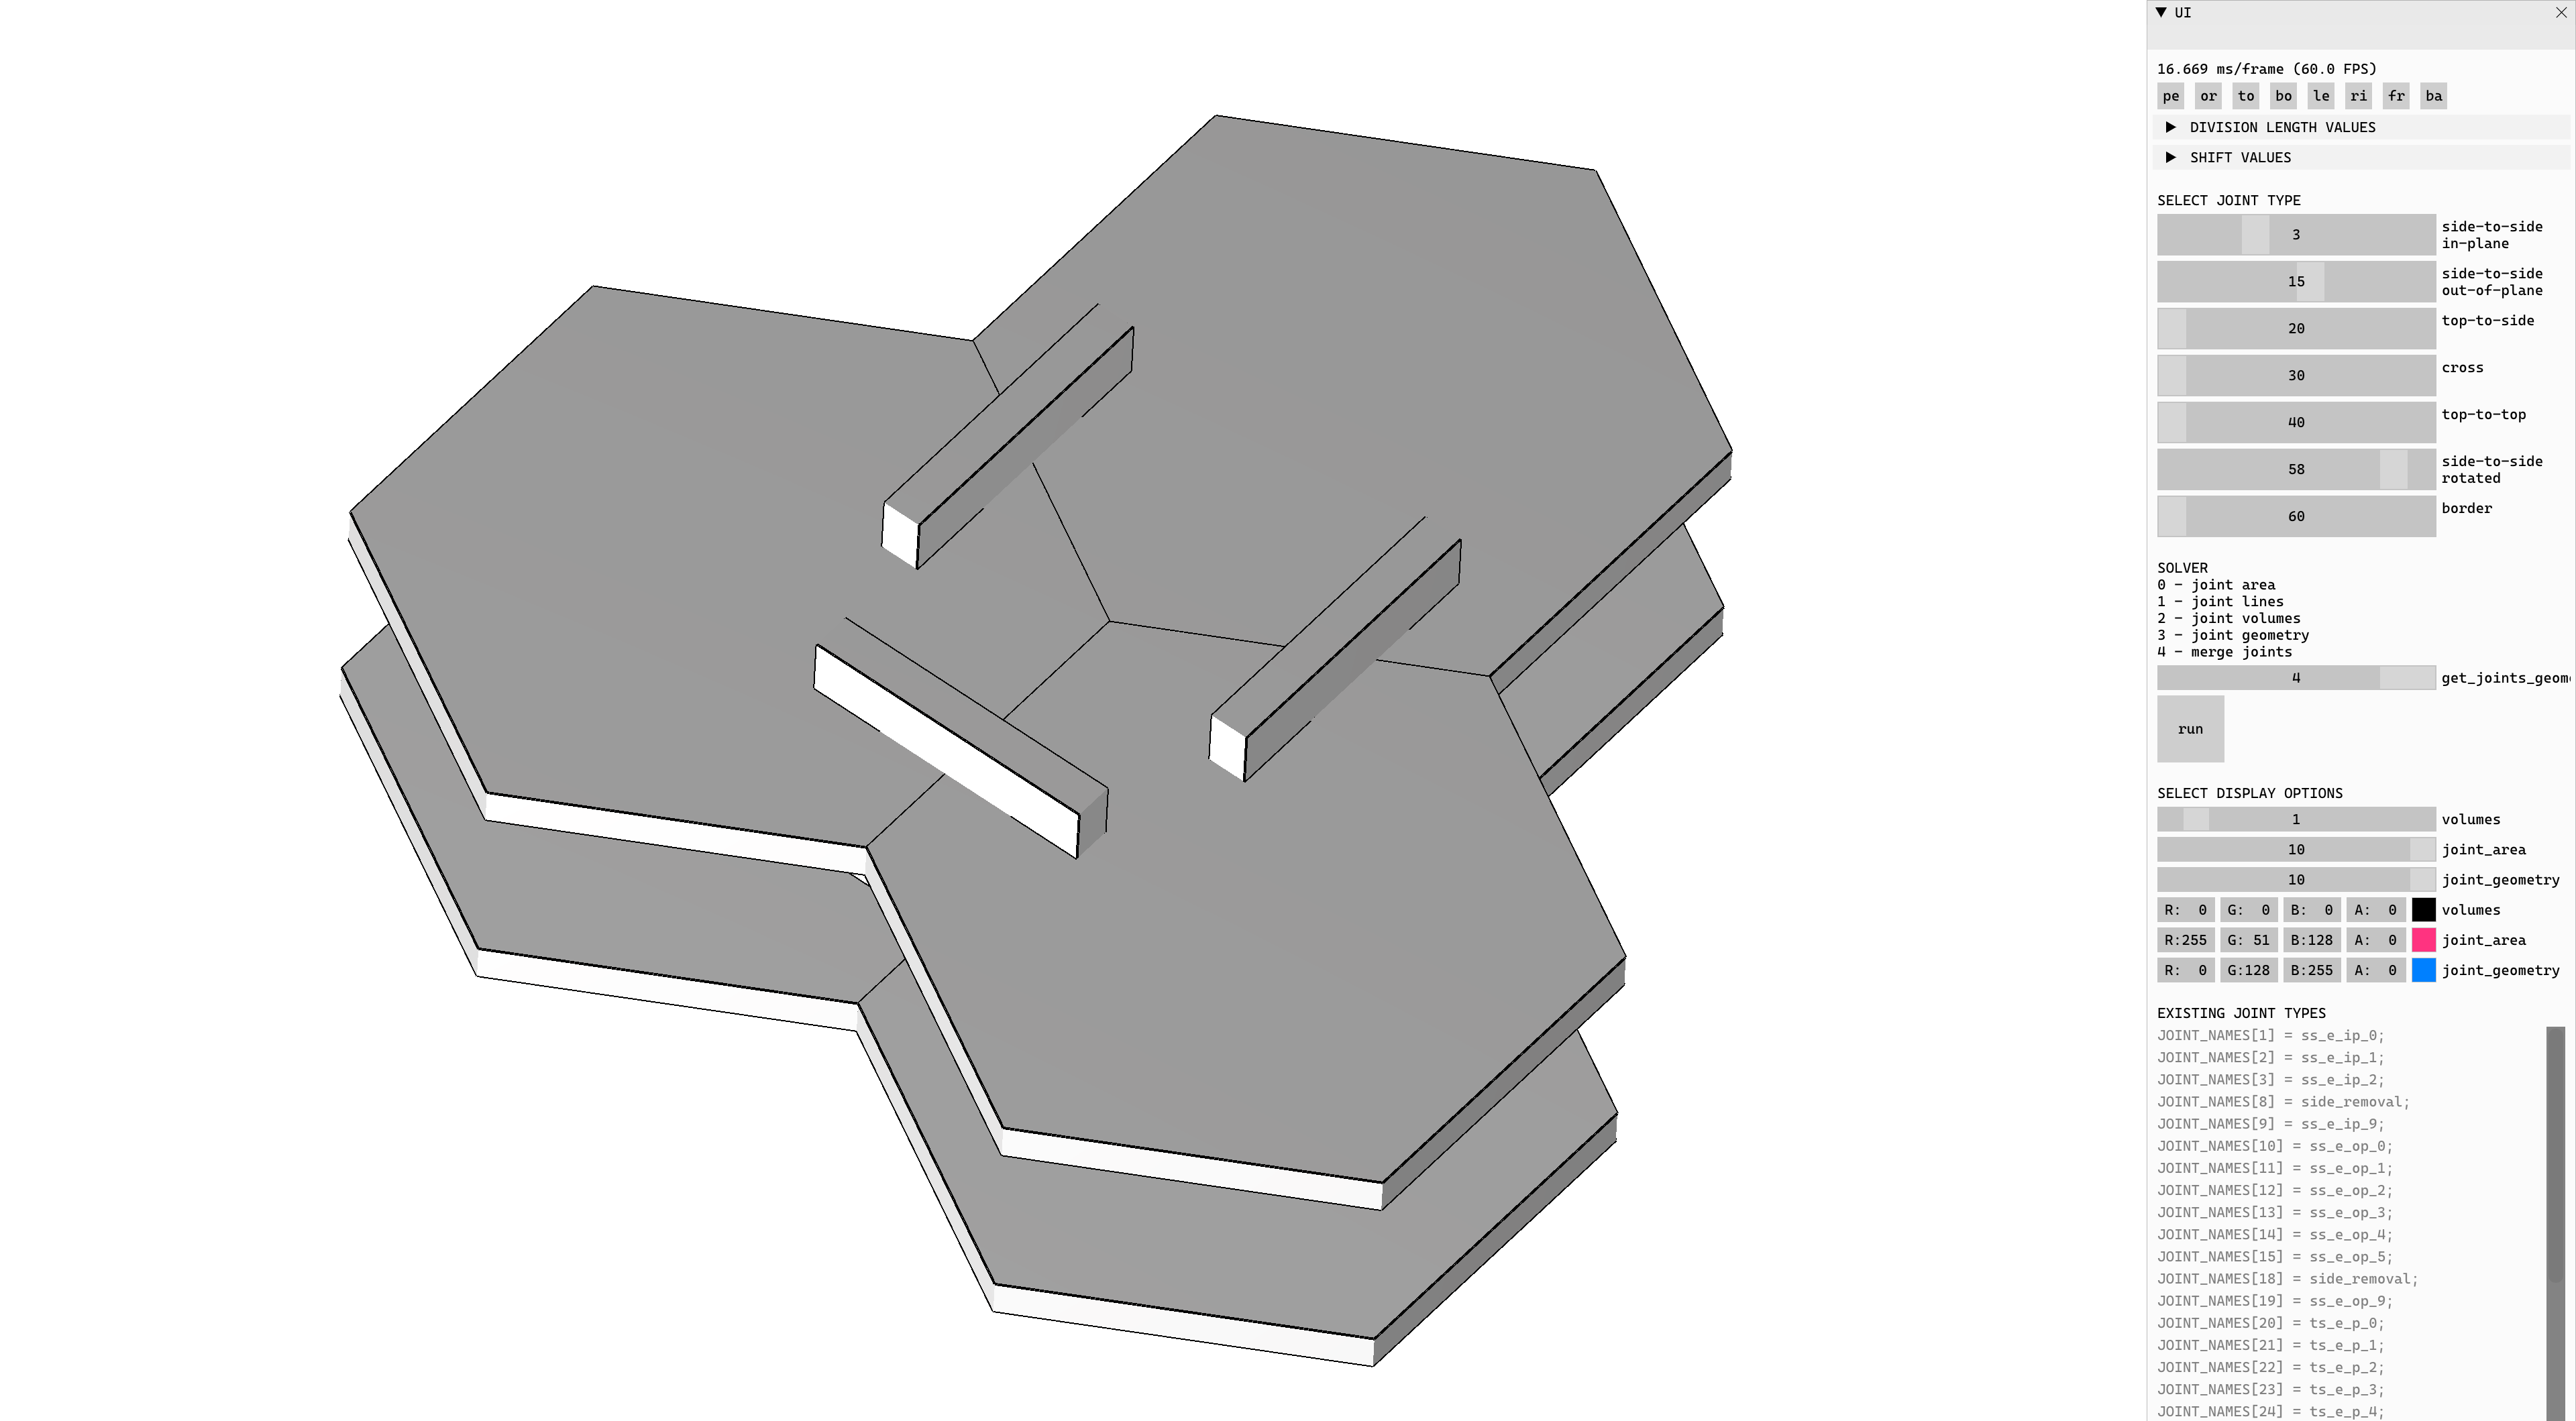 UI
16.669 ms/frame (60.0 FPS)
pe or to bo le ri fr ba
DIVISION LENGTH VALUES
SHIFT VALUES
SELECT JOINT TYPE
3 side-to-side
in-plane
15 side-to-side
out-of-plane
20 top-to-side
30 cross
40 top-to-top
58 side-to-side
rotated
60 border
SOLVER
0 - joint area
1 - joint lines
2 - joint volumes
3 - joint geometry
4 - merge joints
4 get_joints_geom
run
SELECT DISPLAY OPTIONS
1 volumes
10 joint_area
10 joint_geometry
R: 0 G: 0 B: 0 A: 0 volumes
R:255 G: 51 B:128 A: 0 joint_area
R: 0 G:128 B:255 A: 0 joint_geometry
EXISTING JOINT TYPES
JOINT_NAMES[1] = ss_e_ip_0;
JOINT_NAMES[2] = ss_e_ip_1;
JOINT_NAMES[3] = ss_e_ip_2;
JOINT_NAMES[8] = side_removal;
JOINT_NAMES[9] = ss_e_ip_9;
JOINT_NAMES[10] = ss_e_op_0;
JOINT_NAMES[11] = ss_e_op_1;
JOINT_NAMES[12] = ss_e_op_2;
JOINT_NAMES[13] = ss_e_op_3;
JOINT_NAMES[14] = ss_e_op_4;
JOINT_NAMES[15] = ss_e_op_5;
JOINT_NAMES[18] = side_removal;
JOINT_NAMES[19] = ss_e_op_9;
JOINT_NAMES[20] = ts_e_p_0;
JOINT_NAMES[21] = ts_e_p_1;
JOINT_NAMES[22] = ts_e_p_2;
JOINT_NAMES[23] = ts_e_p_3;
JOINT_NAMES[24] = ts_e_p_4;